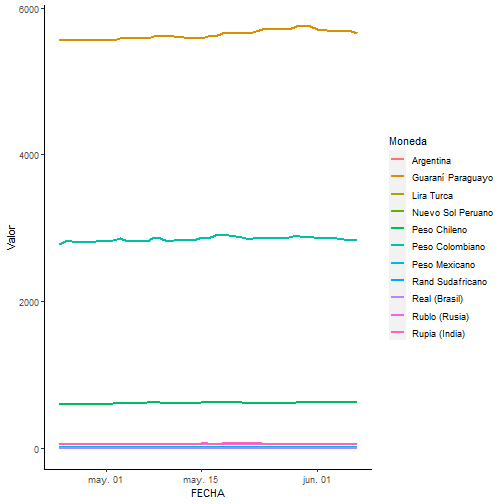 6000
4000
2000
0
Valor
may. 01
may. 15
jun. 01
FECHA
Moneda
Argentina
Guaraní Paraguayo
Lira Turca
Nuevo Sol Peruano
Peso Chileno
Peso Colombiano
Peso Mexicano
Rand Sudafricano
Real (Brasil)
Rublo (Rusia)
Rupia (India)